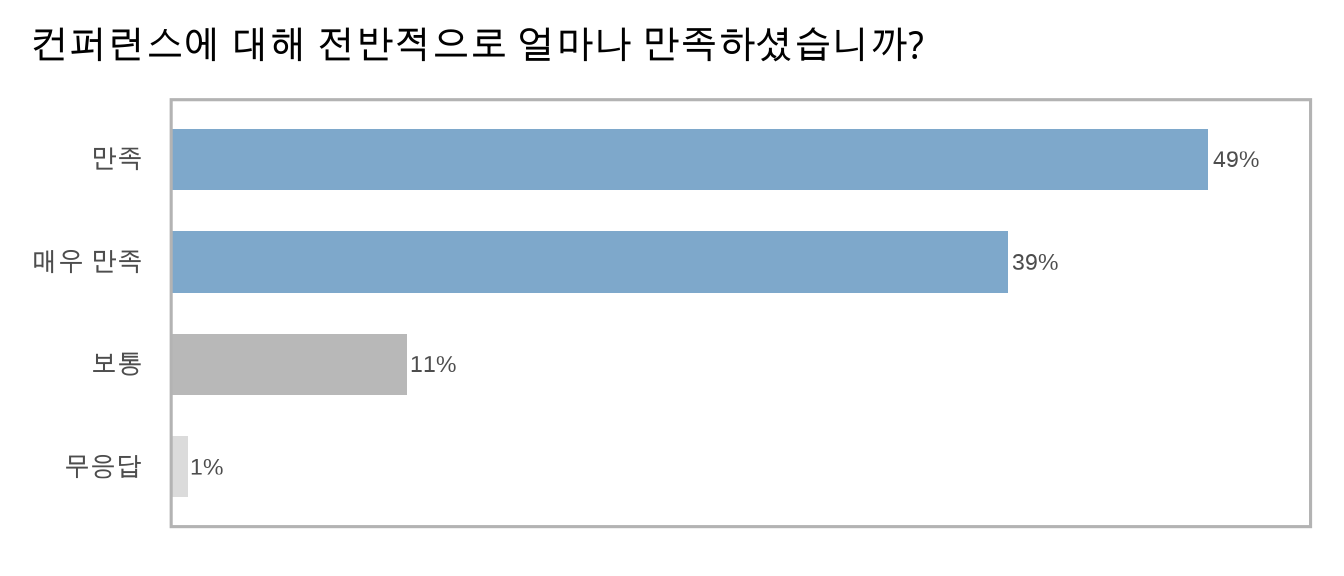 컨퍼런스에 대해 전반적으로 얼마나 만족하셨습니까?
만족 49%
매우 만족 39%
보통 11%
무응답 1%